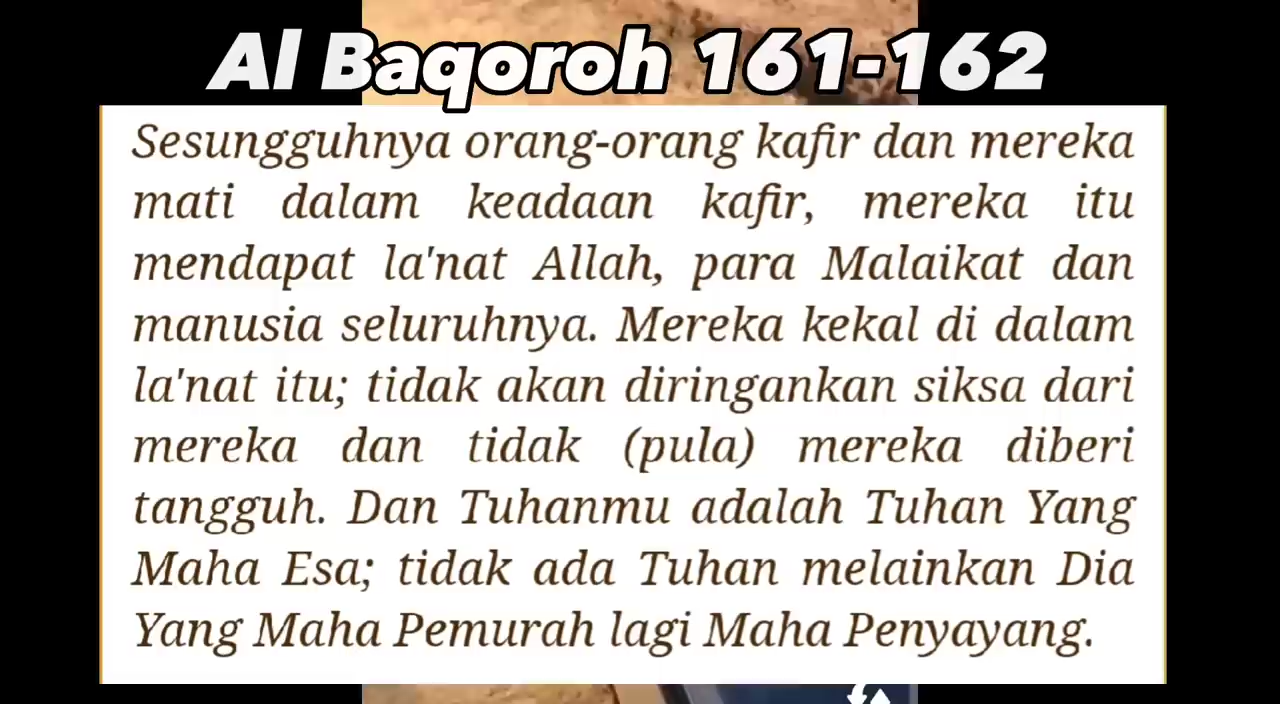 Al Baqoroh 161-162
Sesungguhnya orang-orang kafir dan mereka
mati dalam keadaan kafir, mereka itu
mendapat la'nat Allah, para Malaikat dan
manusia seluruhnya. Mereka kekal di dalam
la'nat itu; tidak akan diringankan siksa dari
mereka dan tidak (pula) mereka diberi
tangguh. Dan Tuhanmu adalah Tuhan Yang
Maha Esa; tidak ada Tuhan melainkan Dia
Yang Maha Pemurah lagi Maha Penyayang.